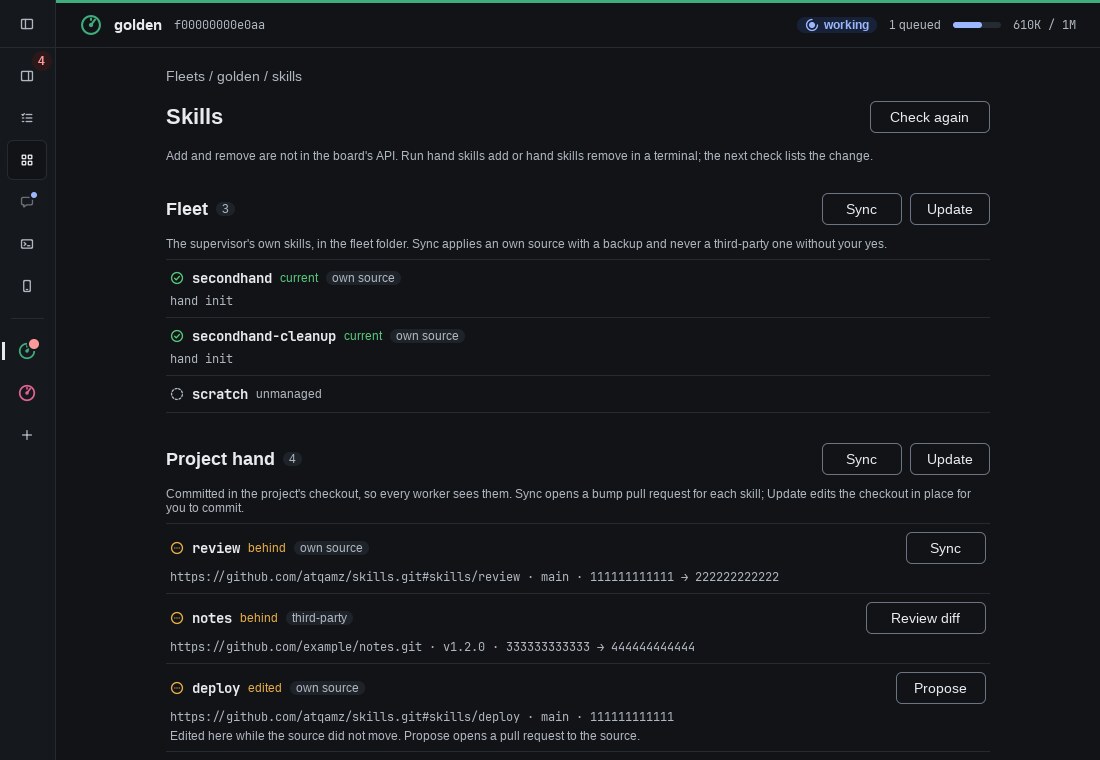 golden f00000000e0aa working 1 queued 610K / 1M
4
Fleets / golden / skills
Skills
Check again
Add and remove are not in the board's API. Run hand skills add or hand skills remove in a terminal; the next check lists the change.
Fleet 3
Sync Update
The supervisor's own skills, in the fleet folder. Sync applies an own source with a backup and never a third-party one without your yes.
secondhand current own source
hand init
secondhand-cleanup current own source
hand init
scratch unmanaged
Project hand 4
Sync Update
Committed in the project's checkout, so every worker sees them. Sync opens a bump pull request for each skill; Update edits the checkout in place for
you to commit.
review behind own source
Sync
https://github.com/atqamz/skills.git#skills/review · main · 111111111111 → 222222222222
notes behind third-party
Review diff
https://github.com/example/notes.git · v1.2.0 · 333333333333 → 444444444444
deploy edited own source
Propose
https://github.com/atqamz/skills.git#skills/deploy · main · 111111111111
Edited here while the source did not move. Propose opens a pull request to the source.